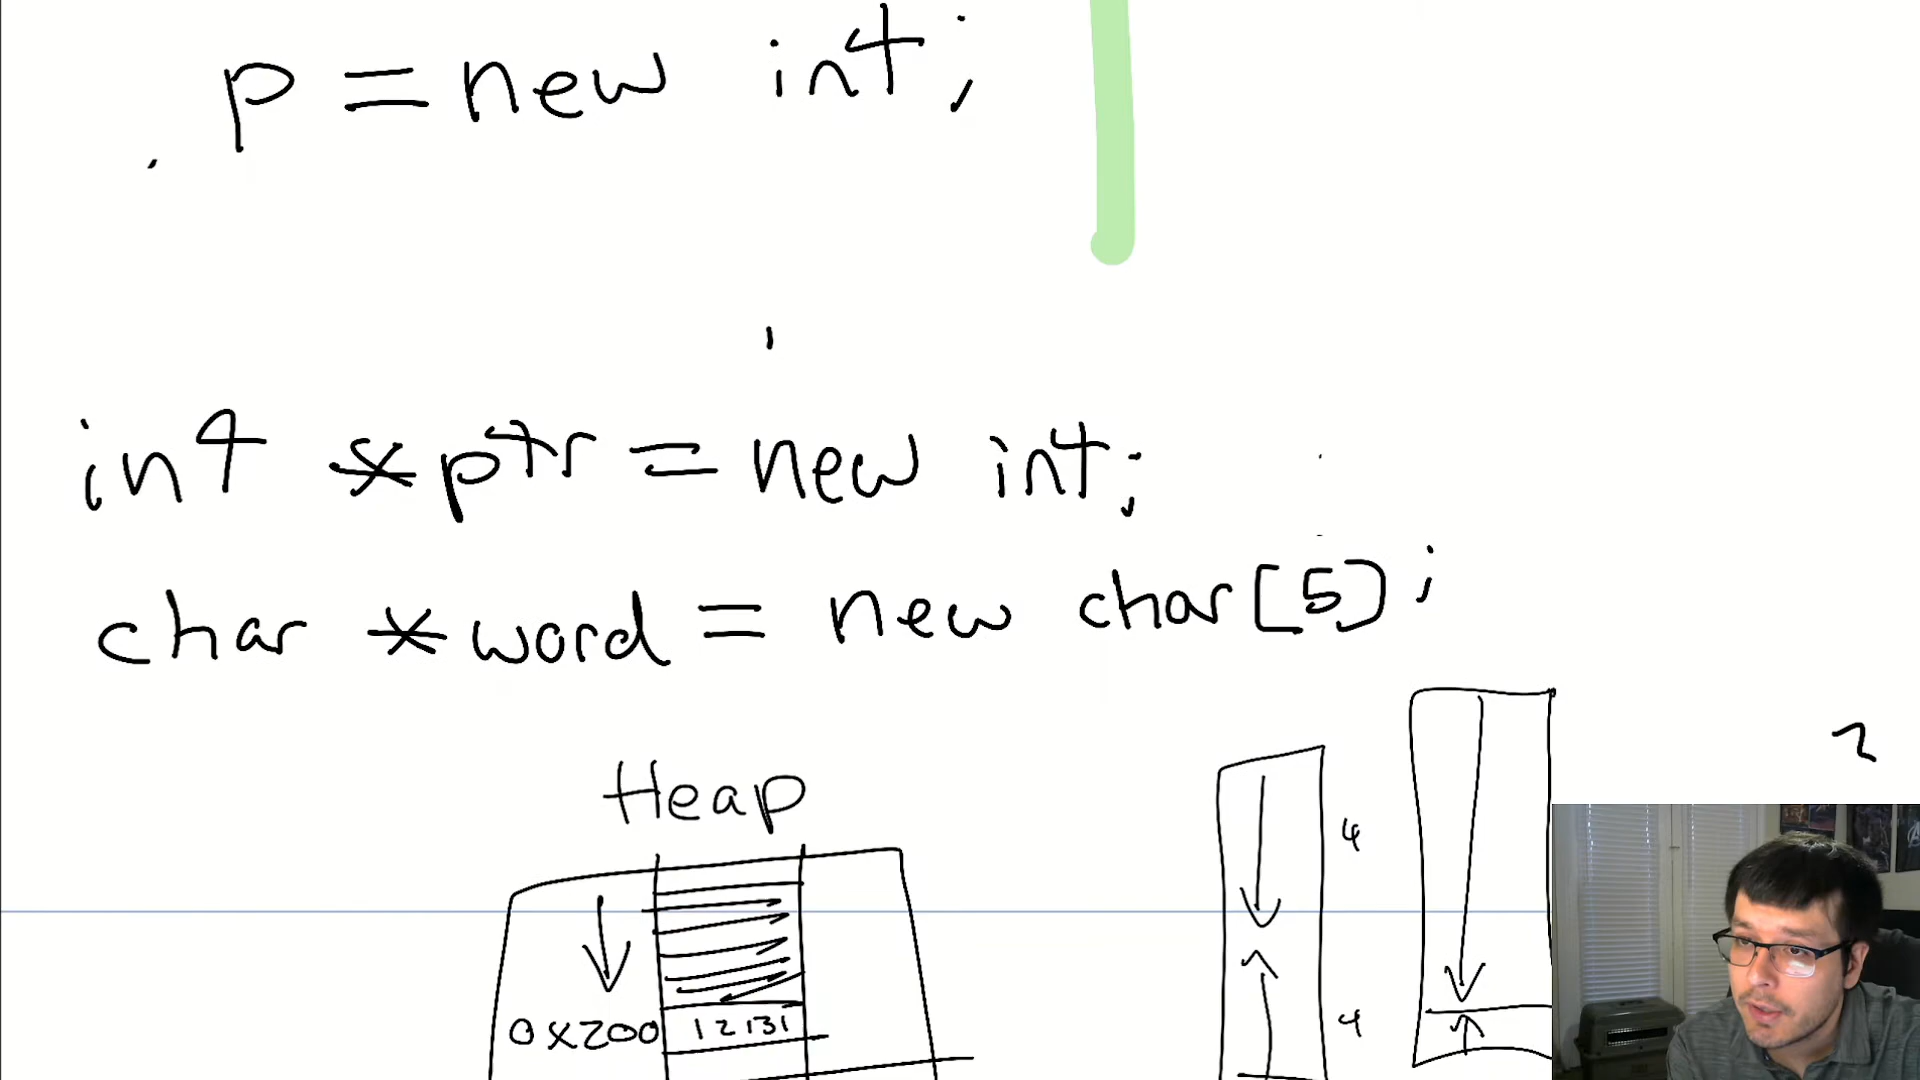 p = new int;
int *ptr = new int;
char *word = new char[5];
Heap
2
4
0x200 12131
4